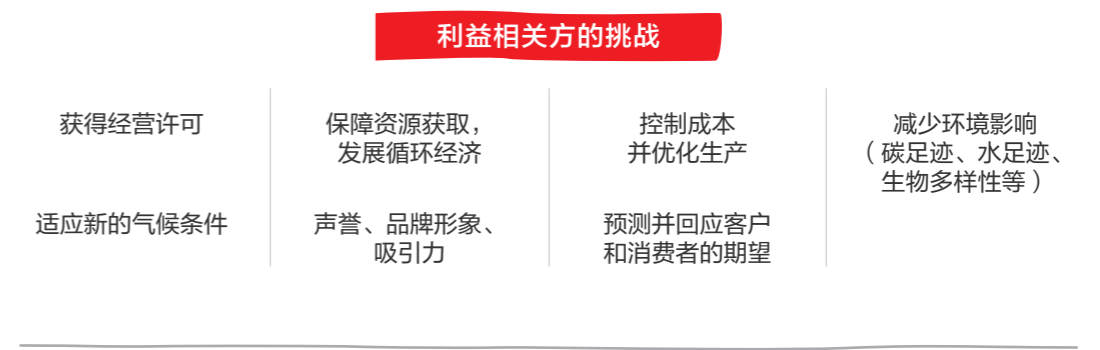 利益相关方的挑战
获得经营许可
保障资源获取，
发展循环经济
控制成本
并优化生产
减少环境影响
（碳足迹、水足迹、
生物多样性等）
适应新的气候条件
声誉、品牌形象、
吸引力
预测并回应客户
和消费者的期望